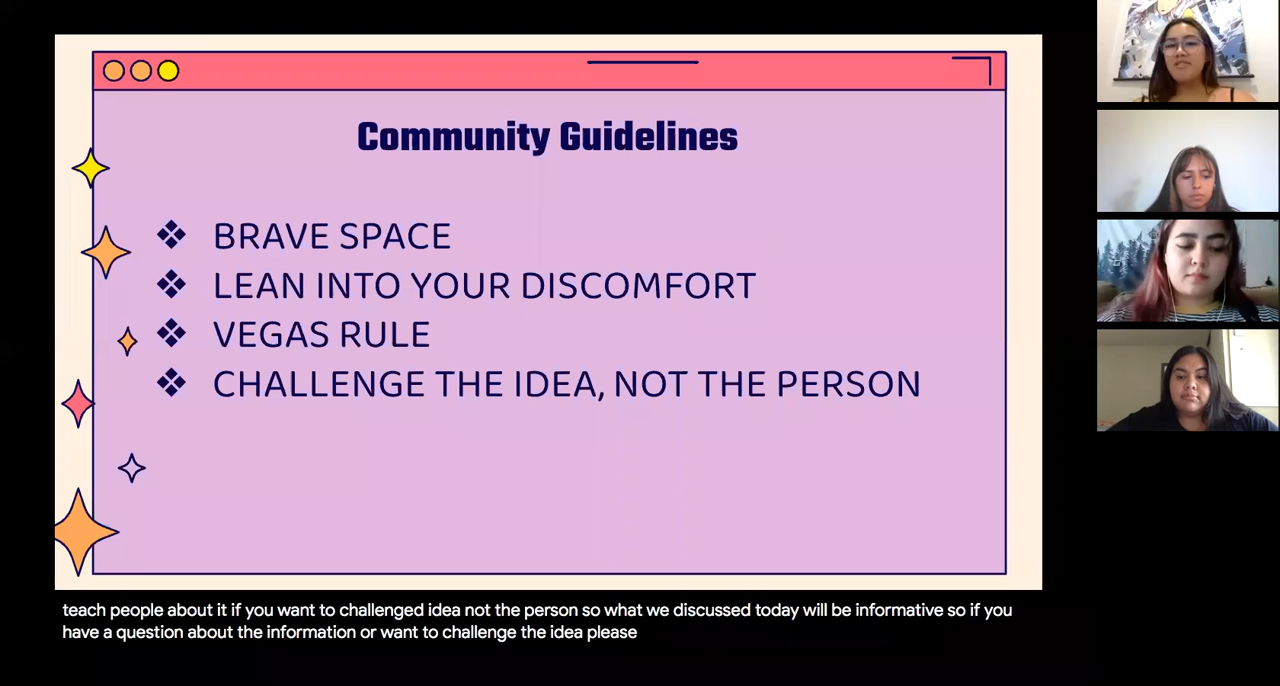 Community Guidelines
BRAVE SPACE
LEAN INTO YOUR DISCOMFORT
VEGAS RULE
CHALLENGE THE IDEA, NOT THE PERSON
teach people about it if you want to challenged idea not the person so what we discussed today will be informative so if you
have a question about the information or want to challenge the idea please